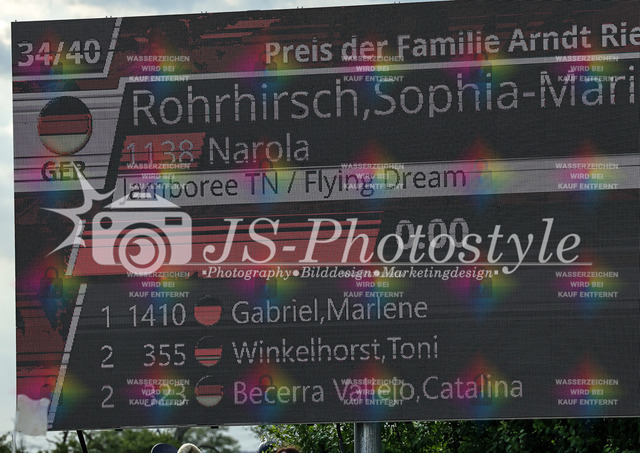 34/40
Preis der Familie Arndt Rie
Rohrhirsch,Sophia-Mari
1138 Narola
GER
TN / Flying Dream
0:00
JS-Photostyle
Photography•Bilddesign•Marketingdesign
1 1410 Gabriel,Marlene
2 355 Winkelhorst,Toni
2 Becerra Vallejo,Catalina
WASSERZEICHEN
WIRD BEI
KAUF ENTFERNT